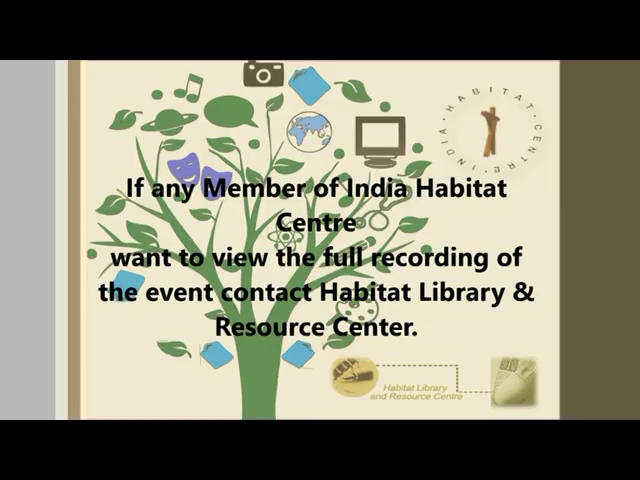 HABITAT · CENTRE · INDIA ·
If any Member of India Habitat
Centre
want to view the full recording of
the event contact Habitat Library &
Resource Center.
Habitat Library
and Resource Centre